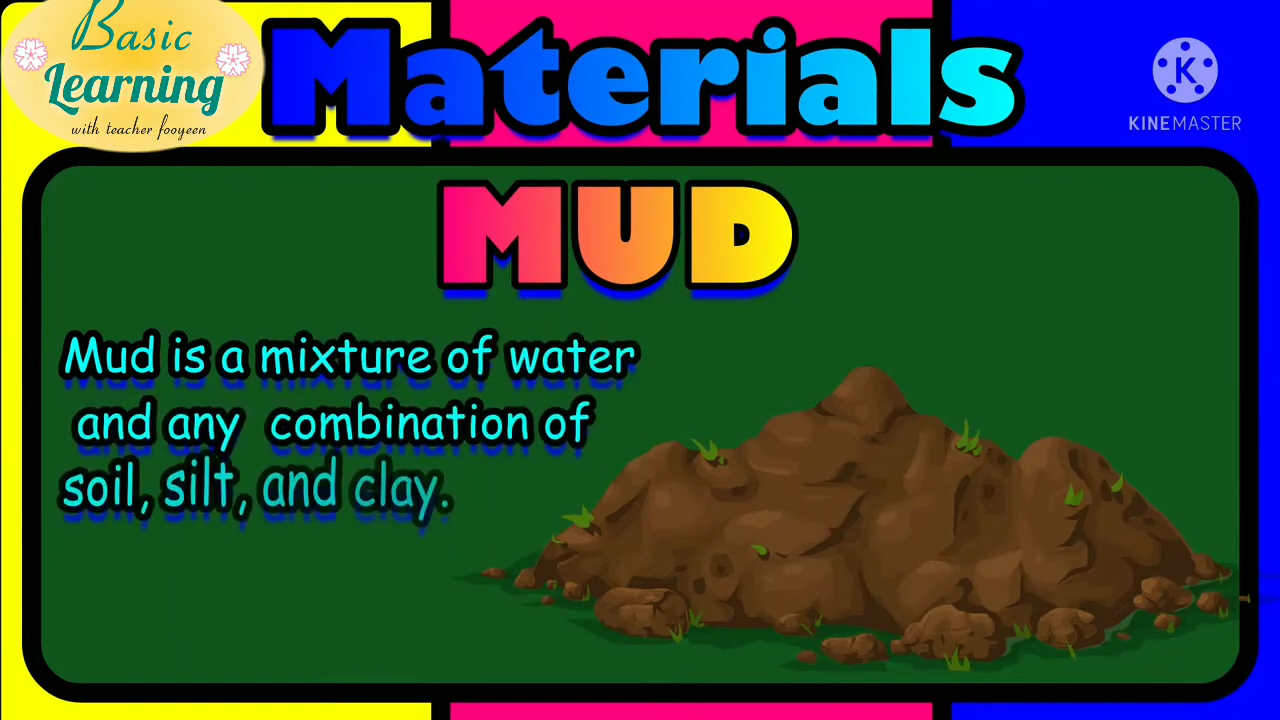 Basic
Learning
with teacher fooyeen
Materials
K
KINEMASTER
MUD
Mud is a mixture of water
and any combination of
soil, silt, and clay.